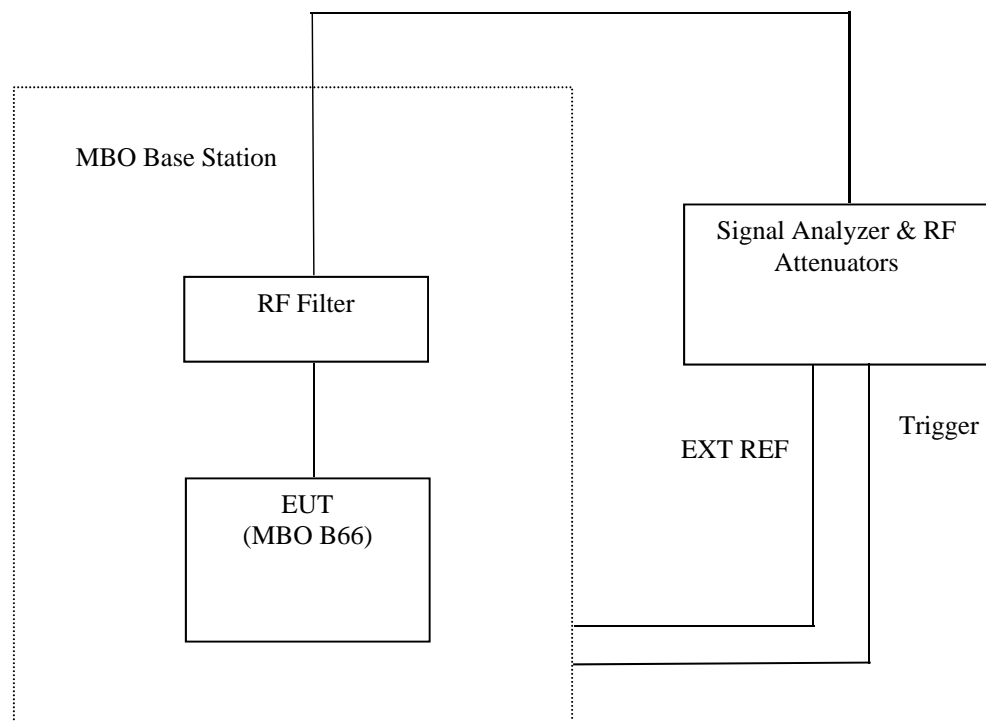 MBO Base Station
Signal Analyzer & RF
Attenuators
RF Filter
Trigger
EXT REF
EUT
(MBO B66)